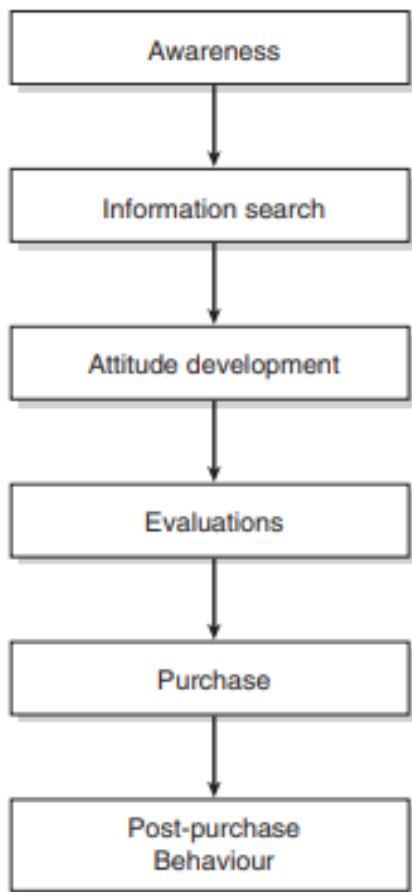 Awareness
Information search
Attitude development
Evaluations
Purchase
Post-purchase
Behaviour